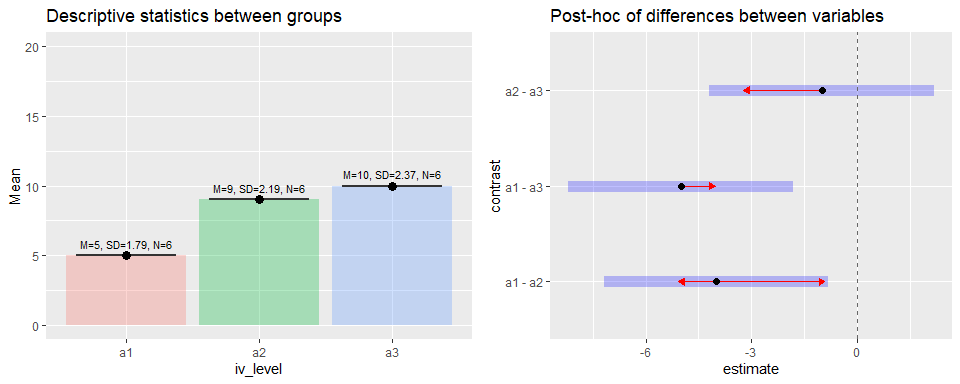 Descriptive statistics between groups
20
15
10
5
0
Mean
M=5, SD=1.79, N=6
M=9, SD=2.19, N=6
M=10, SD=2.37, N=6
a1
a2
a3
iv_level
Post-hoc of differences between variables
contrast
a2 - a3
a1 - a3
a1 - a2
-6
-3
0
estimate